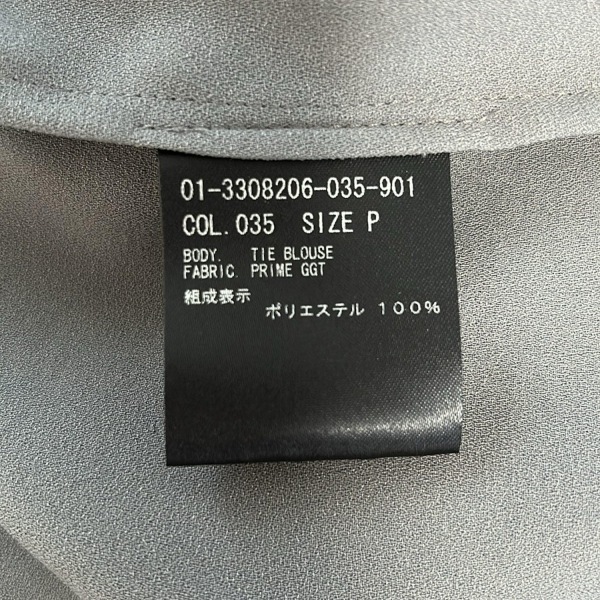 01-3308206-035-901
COL.035 SIZE P
BODY. TIE BLOUSE
FABRIC. PRIME GGT
組成表示
ポリエステル 100%